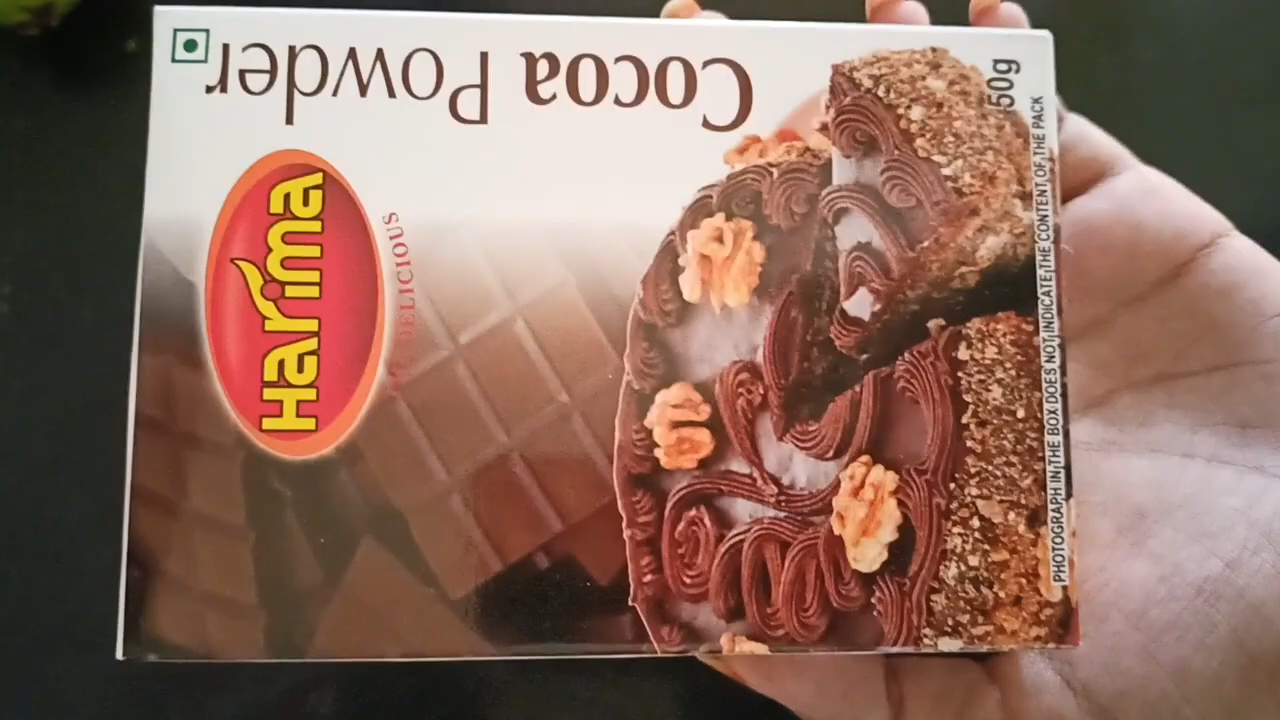 Cocoa Powder
Harima
DELICIOUS
50g
PHOTOGRAPH IN THE BOX DOES NOT INDICATE THE CONTENT OF THE PACK